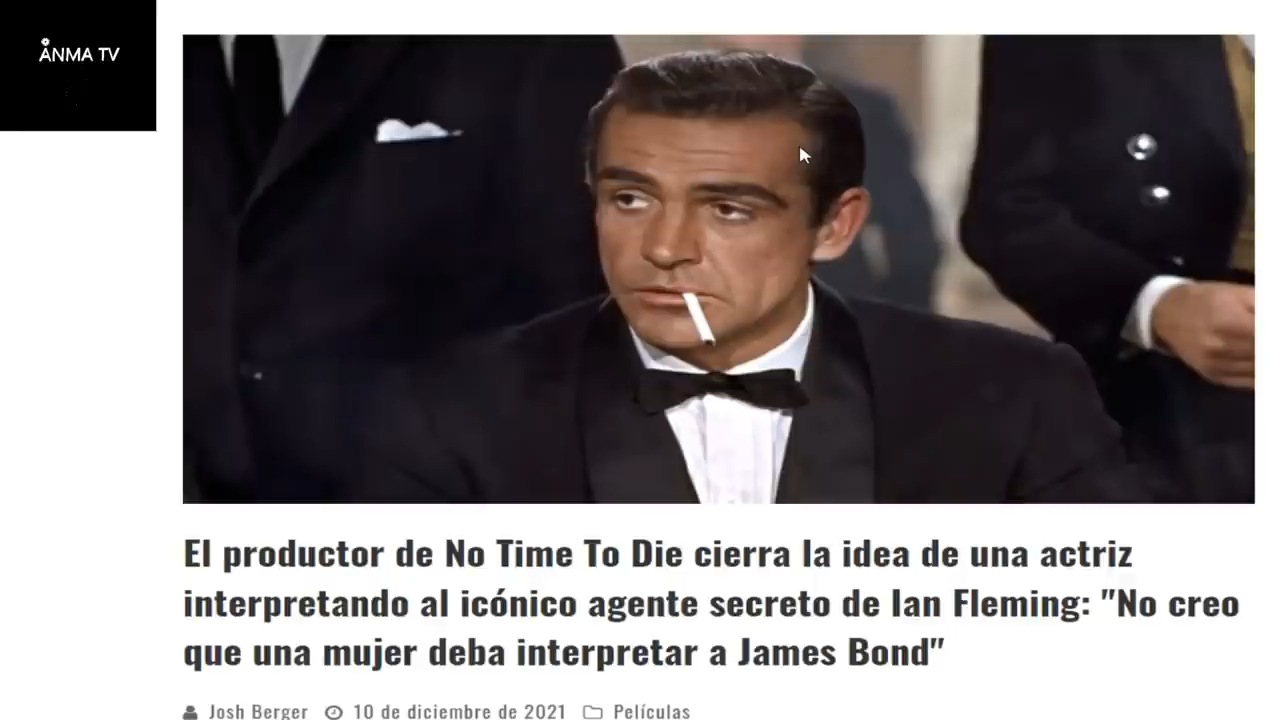 ANMA TV
El productor de No Time To Die cierra la idea de una actriz
interpretando al icónico agente secreto de Ian Fleming: "No creo
que una mujer deba interpretar a James Bond"
Josh Berger 10 de diciembre de 2021 Películas